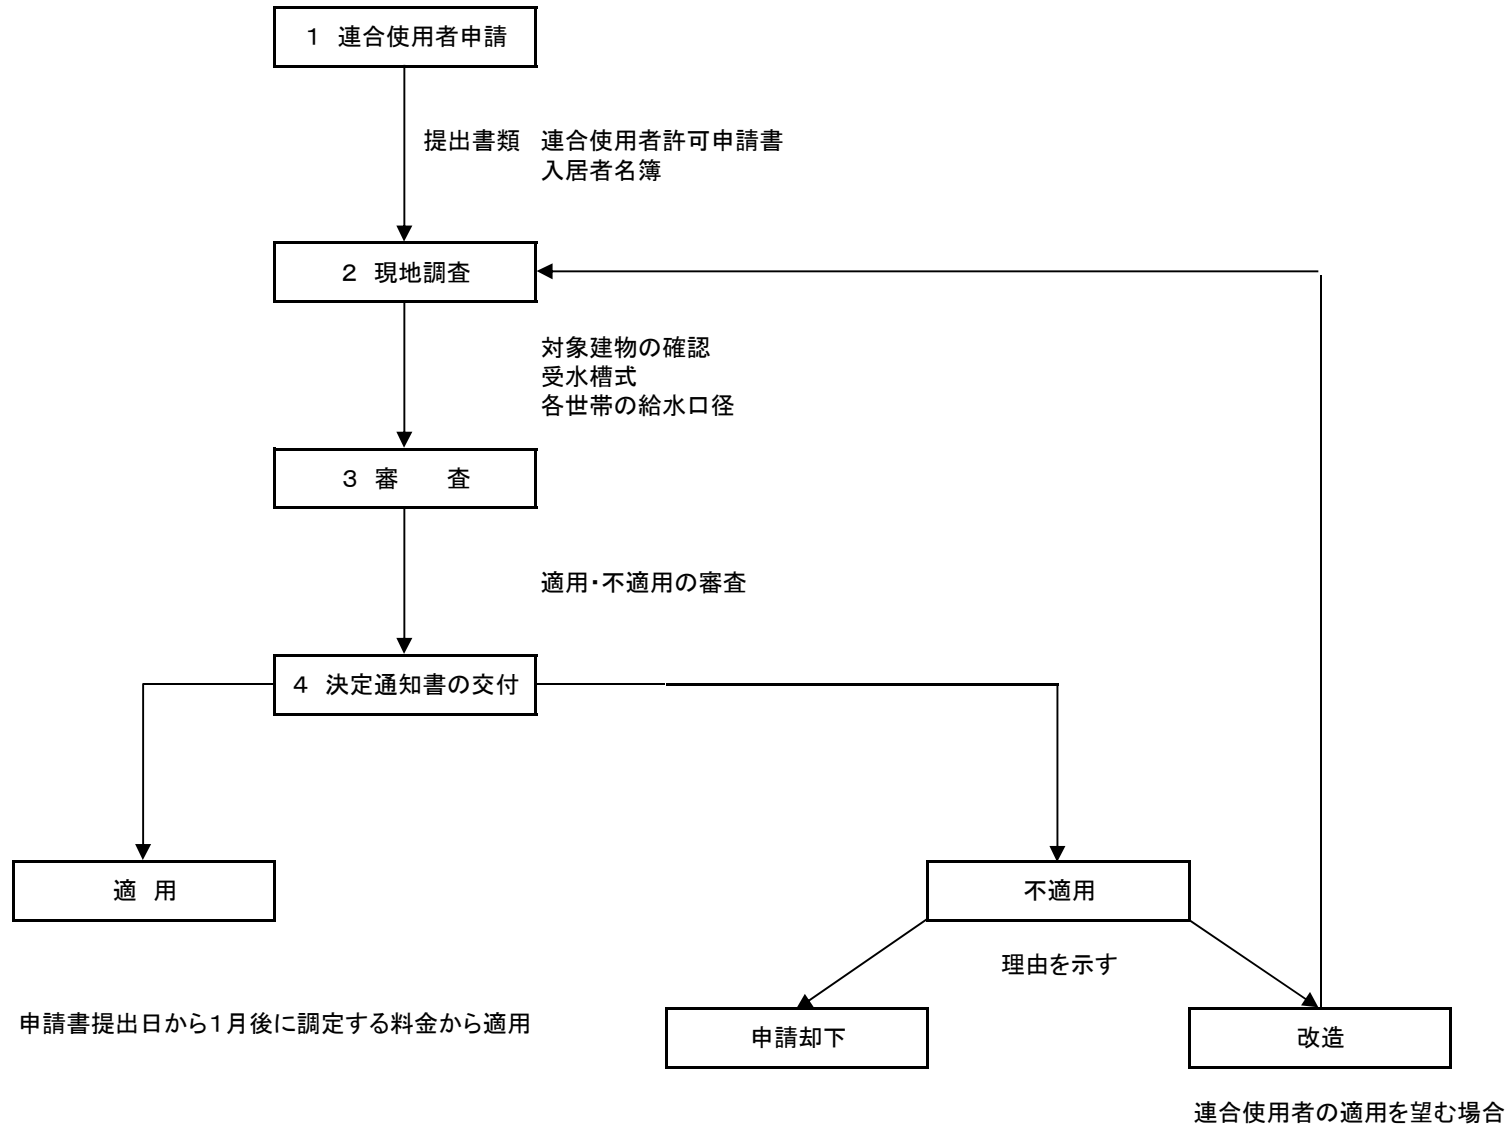 １　連合使用者申請
提出書類　連合使用者許可申請書
入居者名簿
２　現地調査
対象建物の確認
受水槽式
各世帯の給水口径
３　審　　査
適用・不適用の審査
４　決定通知書の交付
適　用
不適用
理由を示す
申請書提出日から１月後に調定する料金から適用
申請却下
改造
連合使用者の適用を望む場合